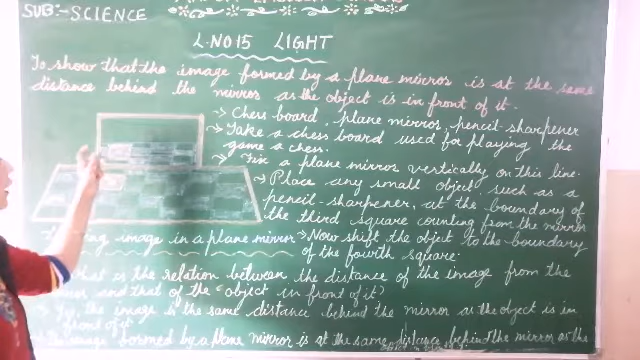 SUB:- SCIENCE
L.NO 15 LIGHT
To show that the image formed by a plane mirror is at the same
distance behind the mirror as the object is in front of it.
→ Chess board, plane mirror, pencil-sharpener
→ Take a chess board used for playing the
game a chess.
→ Fix a plane mirror vertically on this line.
→ Place any small object such as a
pencil-sharpener, at the boundary of
the third square counting from the mirror
image in a plane mirror → Now shift the object to the boundary
of the fourth square.
What is the relation between the distance of the image from the
and that of the object in front of it?
the image is the same distance behind the mirror as the object is in
front of it
image formed by a plane mirror is at the same distance behind the mirror as the